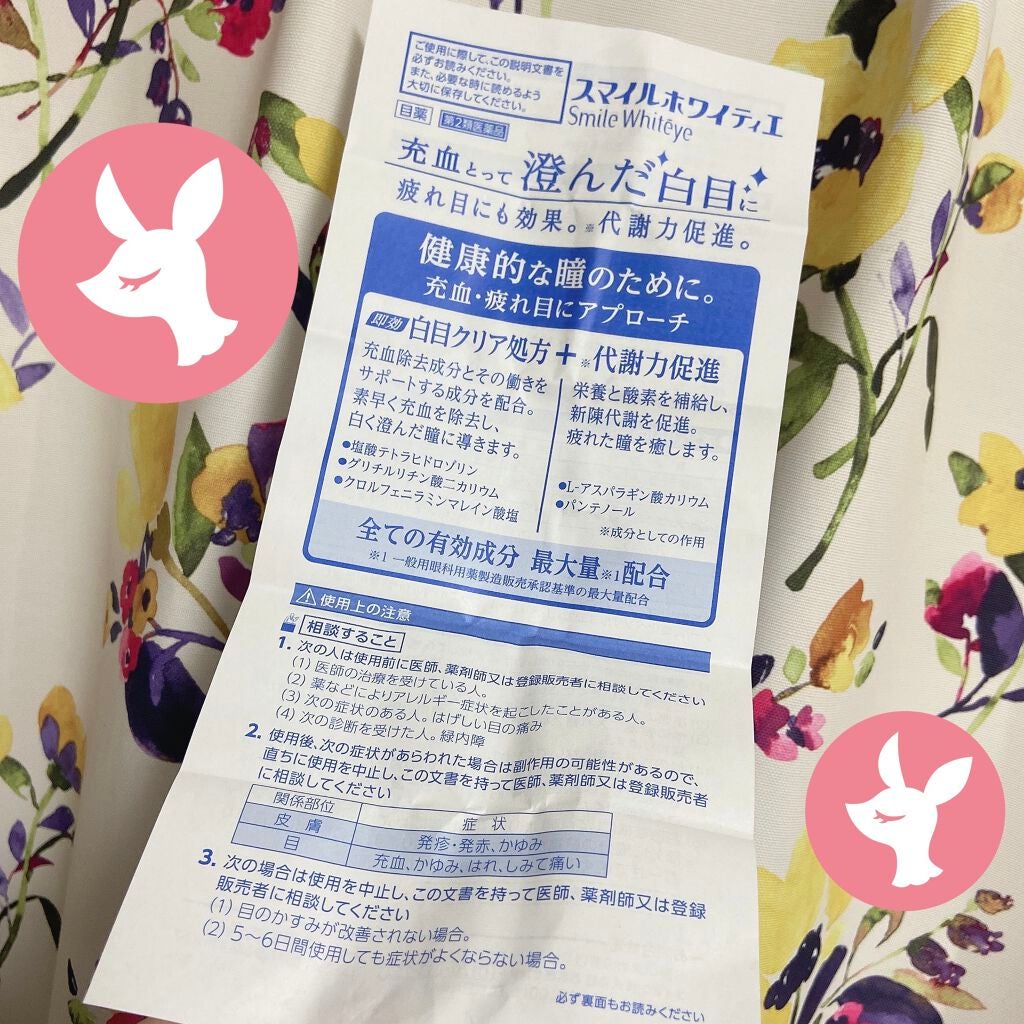 ご使用に際して、この説明文書を
必ずお読みください。
また、必要な時に読めるよう
大切に保存してください。
スマイルホワイティエ
Smile Whitéye
目薬 第2類医薬品
充血とって 澄んだ白目に
疲れ目にも効果。※代謝力促進。
健康的な瞳のために。
充血・疲れ目にアプローチ
即効 白目クリア処方+※代謝力促進
充血除去成分とその働きを
サポートする成分を配合。
素早く充血を除去し、
白く澄んだ瞳に導きます。
●塩酸テトラヒドロゾリン
●グリチルリチン酸二カリウム
●クロルフェニラミンマレイン酸塩
栄養と酸素を補給し、
新陳代謝を促進。
疲れた瞳を癒します。
●L-アスパラギン酸カリウム
●パンテノール
※成分としての作用
全ての有効成分 最大量※1配合
※1 一般用眼科用薬製造販売承認基準の最大量配合
使用上の注意
相談すること
1. 次の人は使用前に医師、薬剤師又は登録販売者に相談してください
(1) 医師の治療を受けている人。
(2) 薬などによりアレルギー症状を起こしたことがある人。
(3) 次の症状のある人。はげしい目の痛み
(4) 次の診断を受けた人。緑内障
2. 使用後、次の症状があらわれた場合は副作用の可能性があるので、
直ちに使用を中止し、この文書を持って医師、薬剤師又は登録販売者
に相談してください
関係部位 症状
皮膚 発疹・発赤、かゆみ
目 充血、かゆみ、はれ、しみて痛い
3. 次の場合は使用を中止し、この文書を持って医師、薬剤師又は登録
販売者に相談してください
(1) 目のかすみが改善されない場合。
(2) 5〜6日間使用しても症状がよくならない場合。
必ず裏面もお読みください